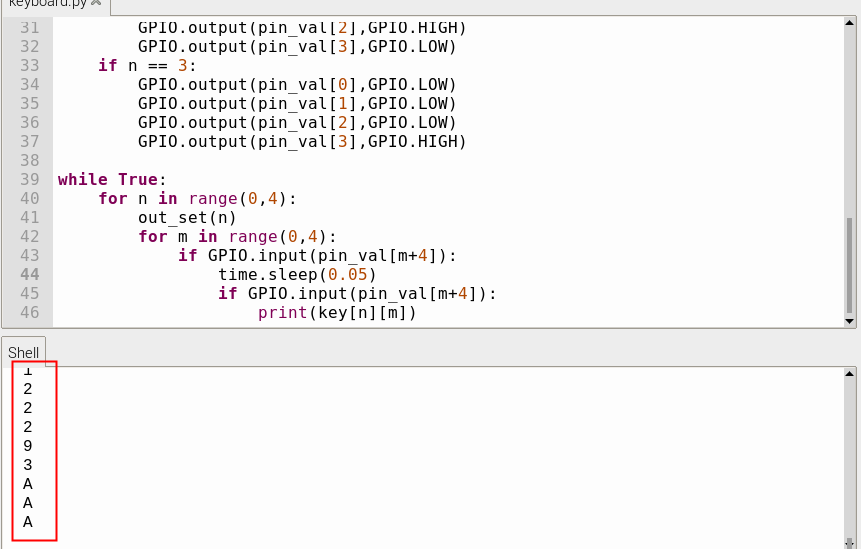 keyboard.py
31         GPIO.output(pin_val[2],GPIO.HIGH)
32         GPIO.output(pin_val[3],GPIO.LOW)
33     if n == 3:
34         GPIO.output(pin_val[0],GPIO.LOW)
35         GPIO.output(pin_val[1],GPIO.LOW)
36         GPIO.output(pin_val[2],GPIO.LOW)
37         GPIO.output(pin_val[3],GPIO.HIGH)
38
39 while True:
40     for n in range(0,4):
41         out_set(n)
42         for m in range(0,4):
43             if GPIO.input(pin_val[m+4]):
44                 time.sleep(0.05)
45                 if GPIO.input(pin_val[m+4]):
46                     print(key[n][m])
Shell
1
2
2
2
9
3
A
A
A